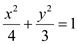 x²/4 + y²/3 = 1